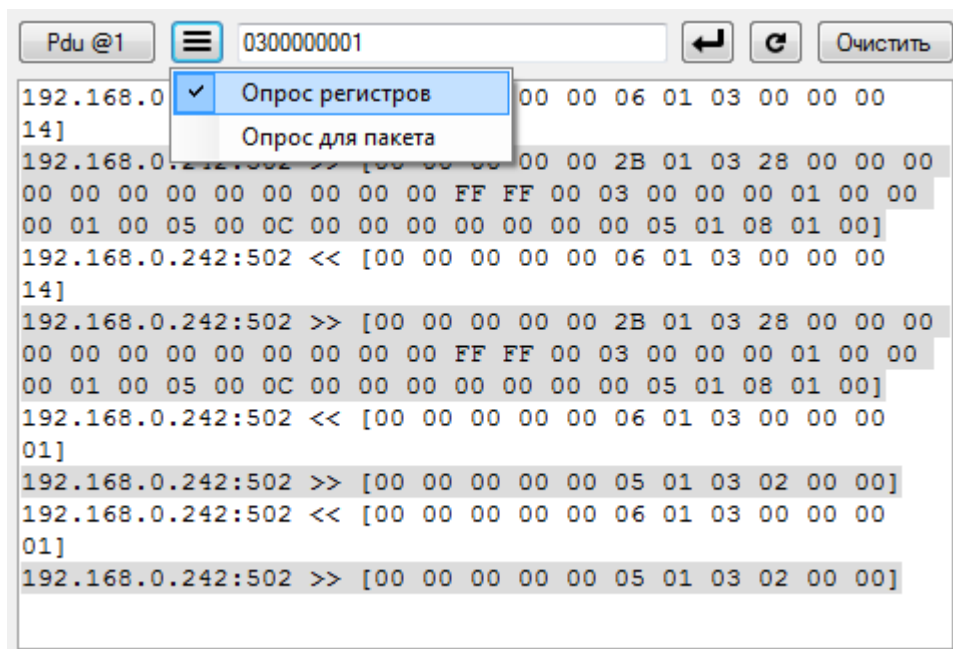 Pdu @1 0300000001 Очистить
Опрос регистров
Опрос для пакета
192.168.0 00 00 06 01 03 00 00 00
14]
192.168.0.242:502 >> [00 00 00 00 00 2B 01 03 28 00 00 00
00 00 00 00 00 00 00 00 00 FF FF 00 03 00 00 00 01 00 00
00 01 00 05 00 0C 00 00 00 00 00 00 00 05 01 08 01 00]
192.168.0.242:502 << [00 00 00 00 00 06 01 03 00 00 00
14]
192.168.0.242:502 >> [00 00 00 00 00 2B 01 03 28 00 00 00
00 00 00 00 00 00 00 00 00 FF FF 00 03 00 00 00 01 00 00
00 01 00 05 00 0C 00 00 00 00 00 00 00 05 01 08 01 00]
192.168.0.242:502 << [00 00 00 00 00 06 01 03 00 00 00
01]
192.168.0.242:502 >> [00 00 00 00 00 05 01 03 02 00 00]
192.168.0.242:502 << [00 00 00 00 00 06 01 03 00 00 00
01]
192.168.0.242:502 >> [00 00 00 00 00 05 01 03 02 00 00]